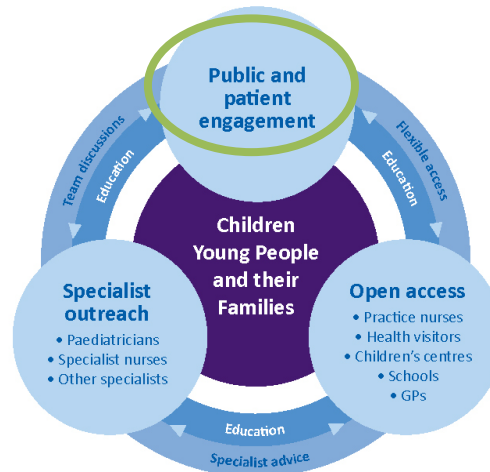 Public and
patient
engagement
Team discussions
Education
Flexible access
Education
Children
Young People
and their
Families
Specialist
outreach
• Paediatricians
• Specialist nurses
• Other specialists
Open access
• Practice nurses
• Health visitors
• Children's centres
• Schools
• GPs
Education
Specialist advice